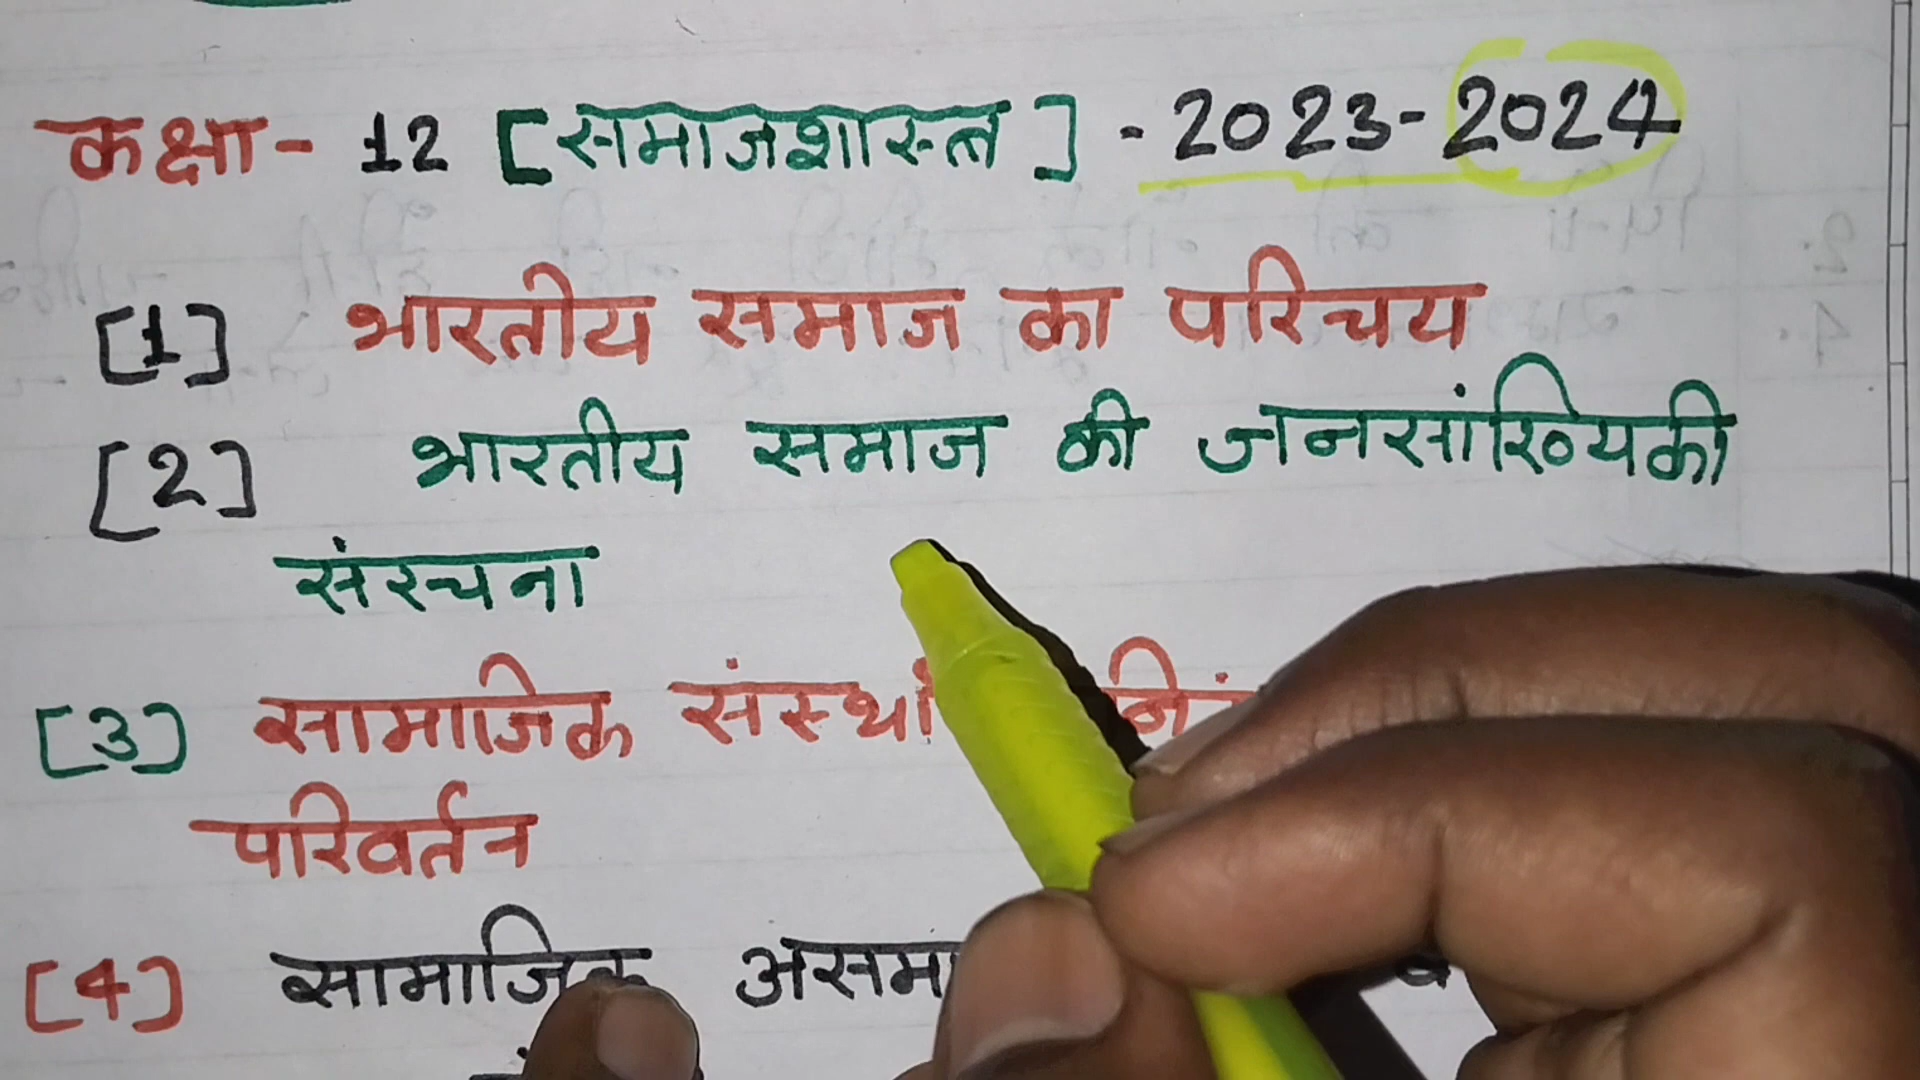 कक्षा- 12 [समाजशास्त्र] - 2023-2024
[1] भारतीय समाज का परिचय
[2] भारतीय समाज की जनसांख्यिकी
संरचना
[3] सामाजिक संस्थाएं
परिवर्तन
[4] सामाजिक